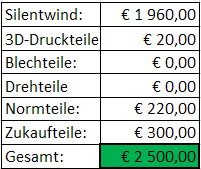 Silentwind: € 1 960,00
3D-Druckteile € 20,00
Blechteile: € 0,00
Drehteile € 0,00
Normteile: € 220,00
Zukaufteile: € 300,00
Gesamt: € 2 500,00